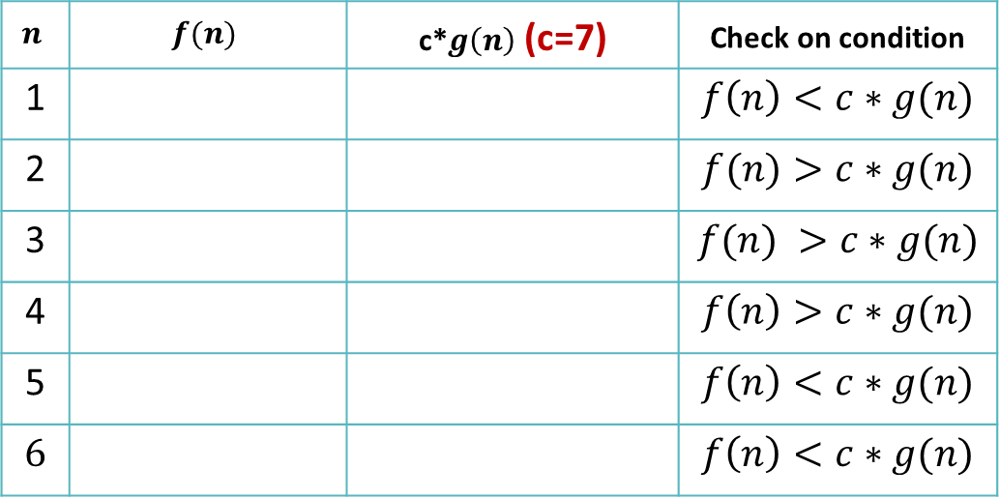 n f(n) c*g(n) (c=7) Check on condition
1 f(n) < c ∗ g(n)
2 f(n) > c ∗ g(n)
3 f(n) > c ∗ g(n)
4 f(n) > c ∗ g(n)
5 f(n) < c ∗ g(n)
6 f(n) < c ∗ g(n)